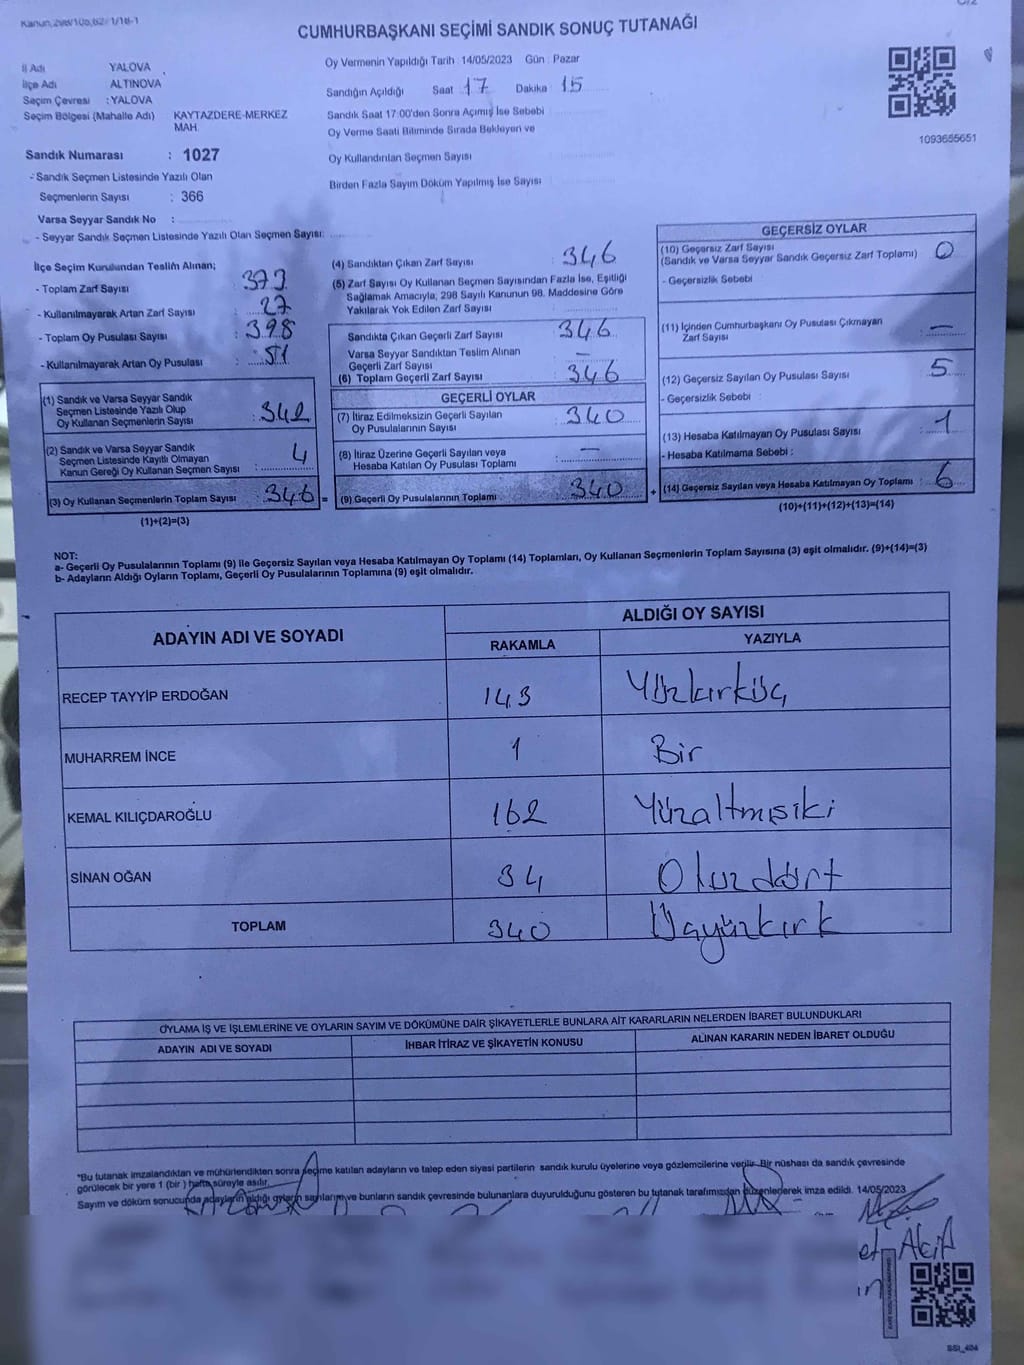 CUMHURBAŞKANI SEÇİMİ SANDIK SONUÇ TUTANAĞI
İl Adı YALOVA
İlçe Adı ALTINOVA
Seçim Çevresi : YALOVA
Seçim Bölgesi (Mahalle Adı) KAYTAZDERE-MERKEZ
MAH.
Sandık Numarası : 1027
- Sandık Seçmen Listesinde Yazılı Olan
Seçmenlerin Sayısı : 366
Varsa Seyyar Sandık No :
- Seyyar Sandık Seçmen Listesinde Yazılı Olan Seçmen Sayısı:
Oy Vermenin Yapıldığı Tarih : 14/05/2023 Gün : Pazar
Sandığın Açıldığı Saat 17 Dakika 15
Sandık Saat 17:00'den Sonra Açımış İse Sebebi
Oy Verme Saati Bitiminde Sırada Bekleyen ve
Oy Kullandırılan Seçmen Sayısı
Birden Fazla Sayım Döküm Yapılmış İse Sayısı
1093655651
İlçe Seçim Kurulundan Teslim Alınan;
- Toplam Zarf Sayısı : 373
- Kullanılmayarak Artan Zarf Sayısı : 27
- Toplam Oy Pusulası Sayısı : 398
- Kullanılmayarak Artan Oy Pusulası : 51
(1) Sandık ve Varsa Seyyar Sandık
Seçmen Listesinde Yazılı Olup
Oy Kullanan Seçmenlerin Sayısı : 342
(2) Sandık ve Varsa Seyyar Sandık
Seçmen Listesinde Kayıtlı Olmayan
Kanun Gereği Oy Kullanan Seçmen Sayısı : 4
(3) Oy Kullanan Seçmenlerin Toplam Sayısı : 346 =
(1)+(2)=(3)
(4) Sandıktan Çıkan Zarf Sayısı : 346
(5) Zarf Sayısı Oy Kullanan Seçmen Sayısından Fazla İse, Eşitliği
Sağlamak Amacıyla; 298 Sayılı Kanunun 98. Maddesine Göre
Yakılarak Yok Edilen Zarf Sayısı :
Sandıkta Çıkan Geçerli Zarf Sayısı : 346
Varsa Seyyar Sandıktan Teslim Alınan
Geçerli Zarf Sayısı : —
(6) Toplam Geçerli Zarf Sayısı : 346
GEÇERLİ OYLAR
(7) İtiraz Edilmeksizin Geçerli Sayılan
Oy Pusulalarının Sayısı : 340
(8) İtiraz Üzerine Geçerli Sayılan veya
Hesaba Katılan Oy Pusulası Toplamı : —
(9) Geçerli Oy Pusulalarının Toplamı : 340 +
GEÇERSİZ OYLAR
(10) Geçersiz Zarf Sayısı
(Sandık ve Varsa Seyyar Sandık Geçersiz Zarf Toplamı) : 0
- Geçersizlik Sebebi
(11) İçinden Cumhurbaşkanı Oy Pusulası Çıkmayan
Zarf Sayısı : —
(12) Geçersiz Sayılan Oy Pusulası Sayısı : 5
- Geçersizlik Sebebi :
(13) Hesaba Katılmayan Oy Pusulası Sayısı : 1
- Hesaba Katılmama Sebebi :
(14) Geçersiz Sayılan veya Hesaba Katılmayan Oy Toplamı : 6
(10)+(11)+(12)+(13)=(14)
NOT:
a- Geçerli Oy Pusulalarının Toplamı (9) ile Geçersiz Sayılan veya Hesaba Katılmayan Oy Toplamı (14) Toplamları, Oy Kullanan Seçmenlerin Toplam Sayısına (3) eşit olmalıdır. (9)+(14)=(3)
b- Adayların Aldığı Oyların Toplamı, Geçerli Oy Pusulalarının Toplamına (9) eşit olmalıdır.
ADAYIN ADI VE SOYADI ALDIĞI OY SAYISI
RAKAMLA YAZIYLA
RECEP TAYYİP ERDOĞAN 143 Yüzkırküç
MUHARREM İNCE 1 Bir
KEMAL KILIÇDAROĞLU 162 Yüzaltmışiki
SİNAN OĞAN 34 Otuzdört
TOPLAM 340 Üçyüzkırk
OYLAMA İŞ VE İŞLEMLERİNE VE OYLARIN SAYIM VE DÖKÜMÜNE DAİR ŞİKAYETLERLE BUNLARA AİT KARARLARIN NELERDEN İBARET BULUNDUKLARI
ADAYIN ADI VE SOYADI İHBAR İTİRAZ VE ŞİKAYETİN KONUSU ALINAN KARARIN NEDEN İBARET OLDUĞU
*Bu tutanak imzalandıktan ve mühürlendikten sonra seçime katılan adayların ve talep eden siyasi partilerin sandık kurulu üyelerine veya gözlemcilerine verilir. Bir nüshası da sandık çevresinde
görülecek bir yere 1 (bir) hafta süreyle asılır.
Sayım ve döküm sonucunda adayların aldığı oyların sayılarını ve bunların sandık çevresinde bulunanlara duyurulduğunu gösteren bu tutanak tarafımızdan düzenlenerek imza edildi. 14/05/2023
et Akif
SSI_404